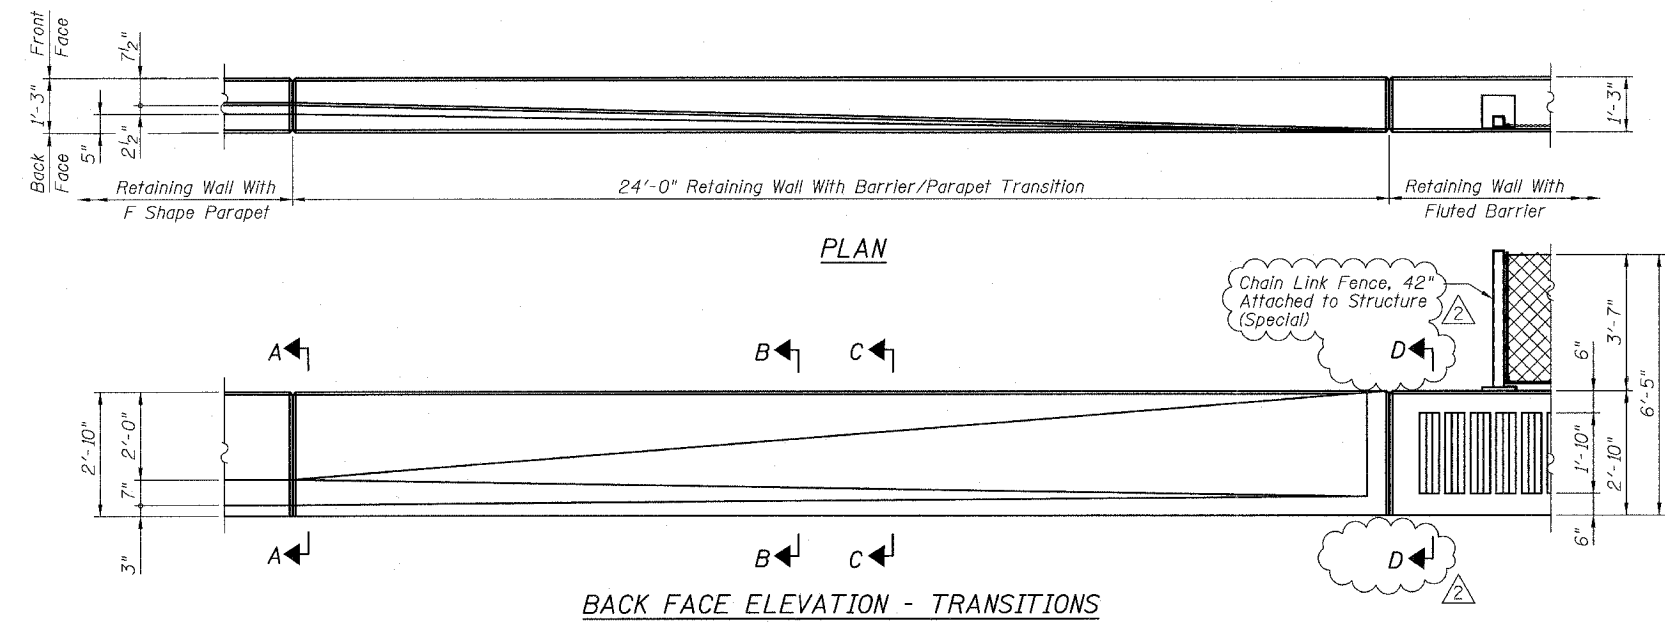 Front
Face
7½"
1'-3"
5"
2½"
Back
Face
1'-3"
Retaining Wall With
F Shape Parapet
24'-0" Retaining Wall With Barrier/Parapet Transition
Retaining Wall With
Fluted Barrier
PLAN
Chain Link Fence, 42"
Attached to Structure
(Special)
2
A
B
C
D
2'-10"
2'-0"
7"
3"
3'-7"
6"
6'-5"
1'-10"
2'-10"
6"
A
B
C
D
2
BACK FACE ELEVATION - TRANSITIONS